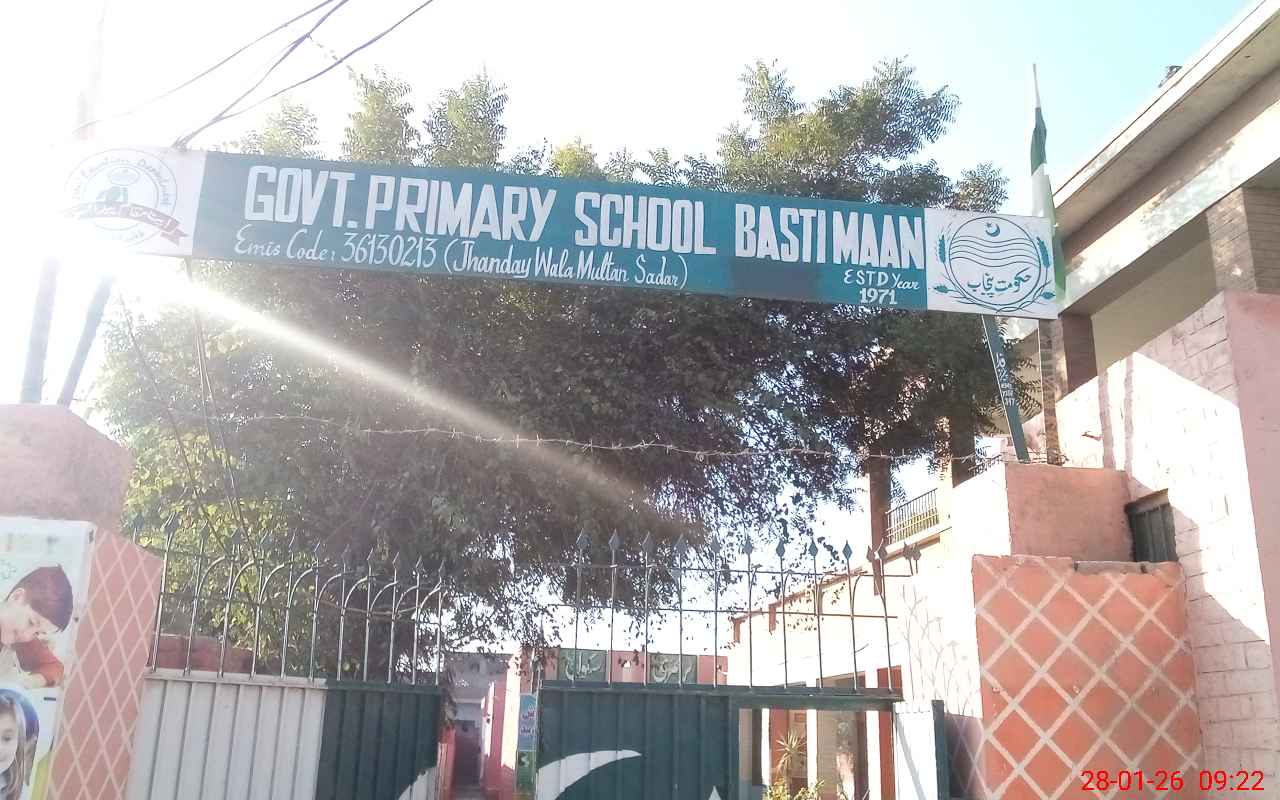 GOVT. PRIMARY SCHOOL BASTI MAAN
Emis Code: 36130213 (Jhanday Wala Multan Sadar)
ESTD Year
1971
حکومت پنجاب
28-01-26 09:22